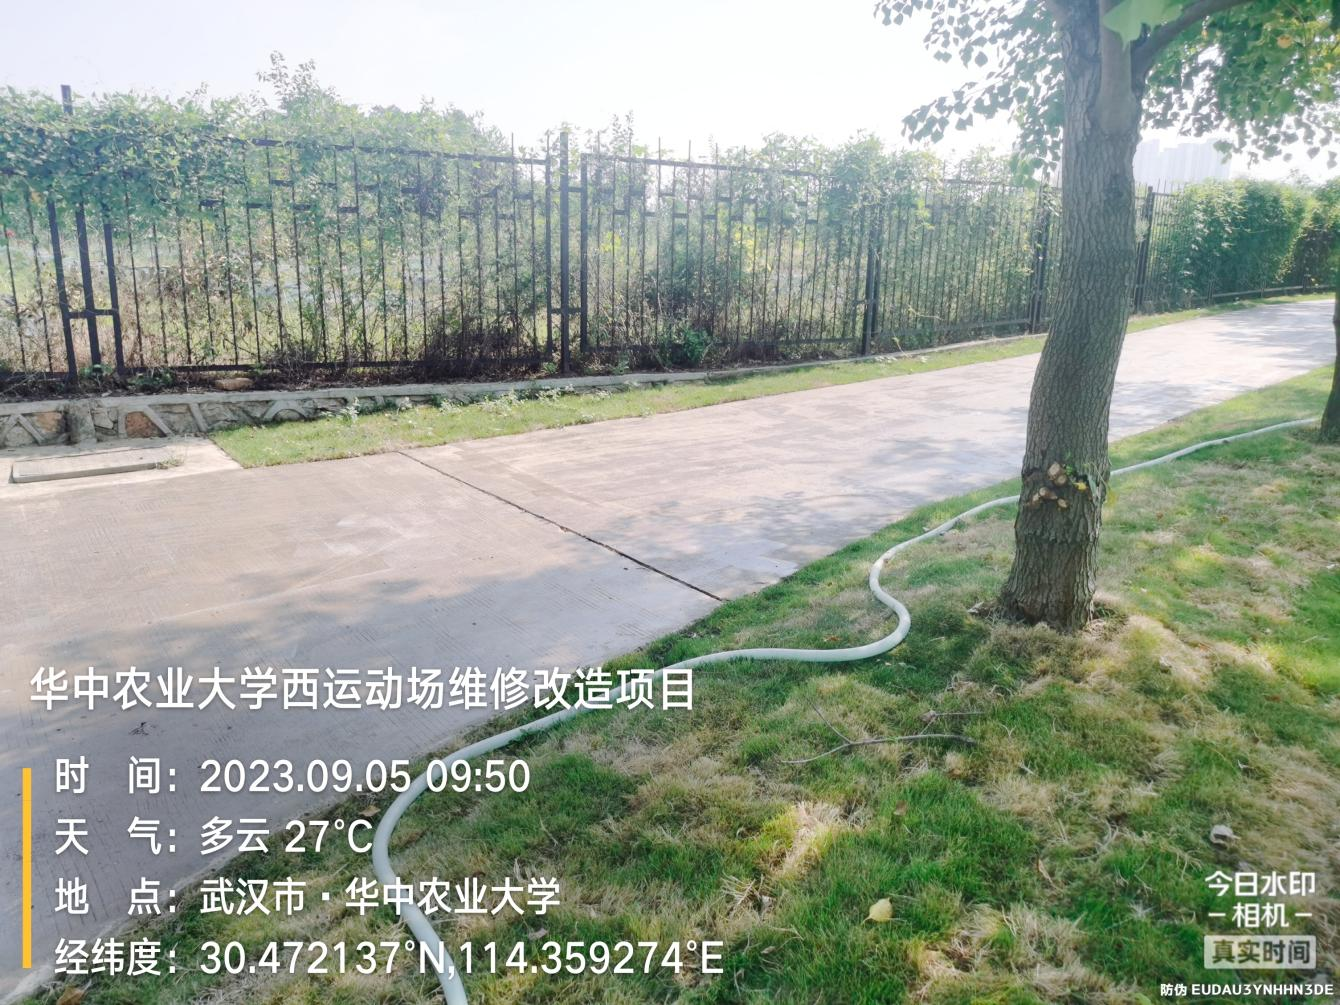 华中农业大学西运动场维修改造项目
时 间：2023.09.05 09:50
天 气：多云 27℃
地 点：武汉市·华中农业大学
经纬度：30.472137°N,114.359274°E
今日水印
相机
真实时间
防伪 EUDAU3YNHHN3DE